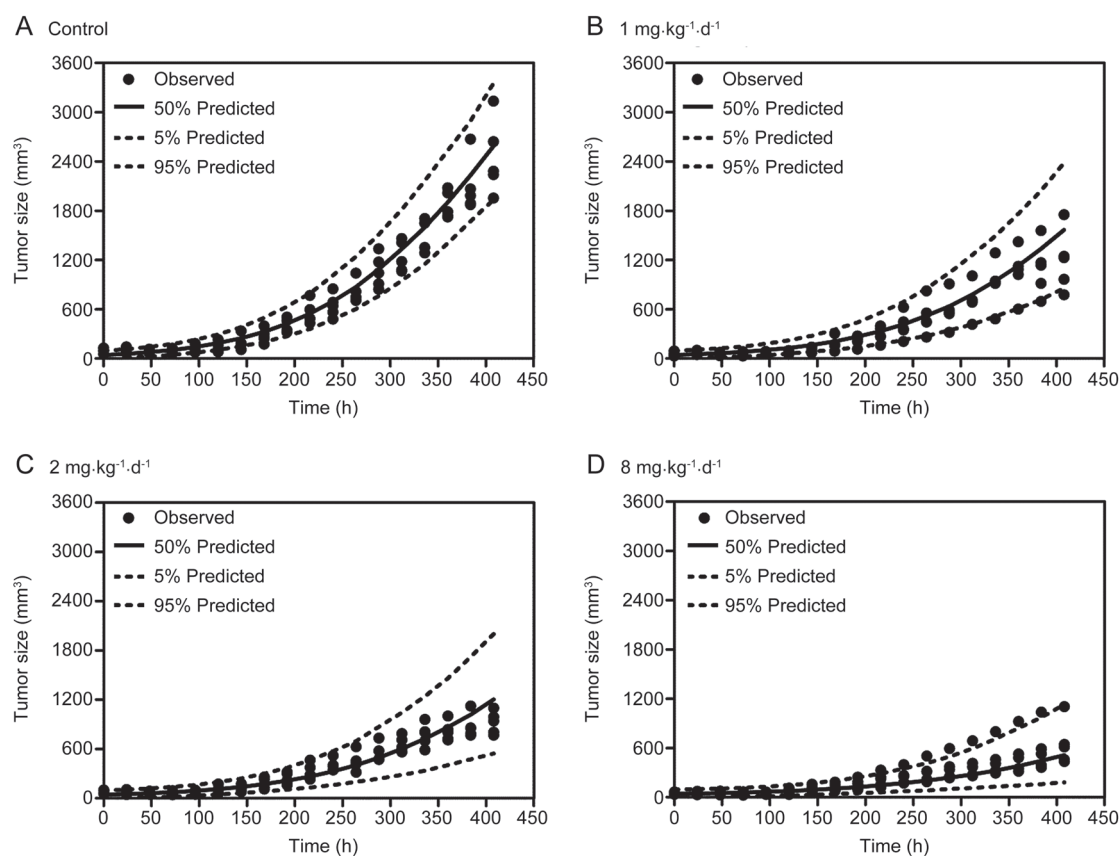 A Control
3600
3000
2400
1800
1200
600
0
Tumor size (mm³)
Observed
50% Predicted
5% Predicted
95% Predicted
0 50 100 150 200 250 300 350 400 450
Time (h)
B 1 mg·kg⁻¹·d⁻¹
3600
3000
2400
1800
1200
600
0
Tumor size (mm³)
Observed
50% Predicted
5% Predicted
95% Predicted
0 50 100 150 200 250 300 350 400 450
Time (h)
C 2 mg·kg⁻¹·d⁻¹
3600
3000
2400
1800
1200
600
0
Tumor size (mm³)
Observed
50% Predicted
5% Predicted
95% Predicted
0 50 100 150 200 250 300 350 400 450
Time (h)
D 8 mg·kg⁻¹·d⁻¹
3600
3000
2400
1800
1200
600
0
Tumor size (mm³)
Observed
50% Predicted
5% Predicted
95% Predicted
0 50 100 150 200 250 300 350 400 450
Time (h)